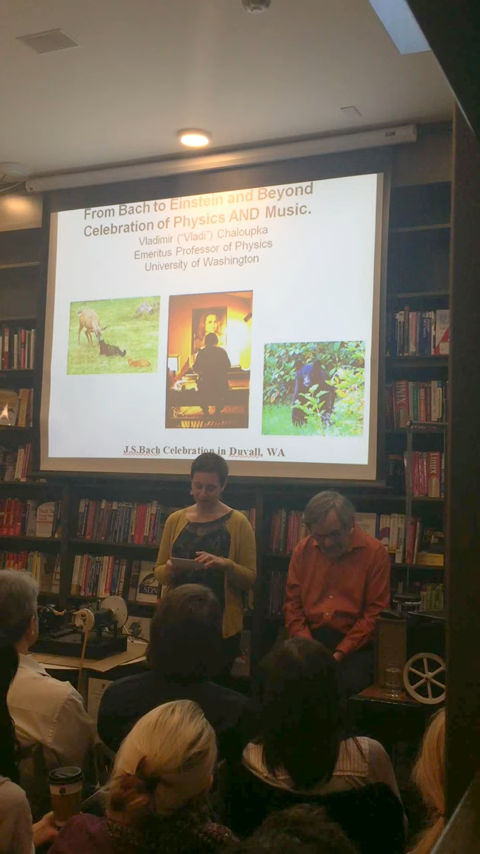 From Bach to Einstein and Beyond
Celebration of Physics AND Music.
Vladimir ("Vladi") Chaloupka
Emeritus Professor of Physics
University of Washington
J.S.Bach Celebration in Duvall, WA